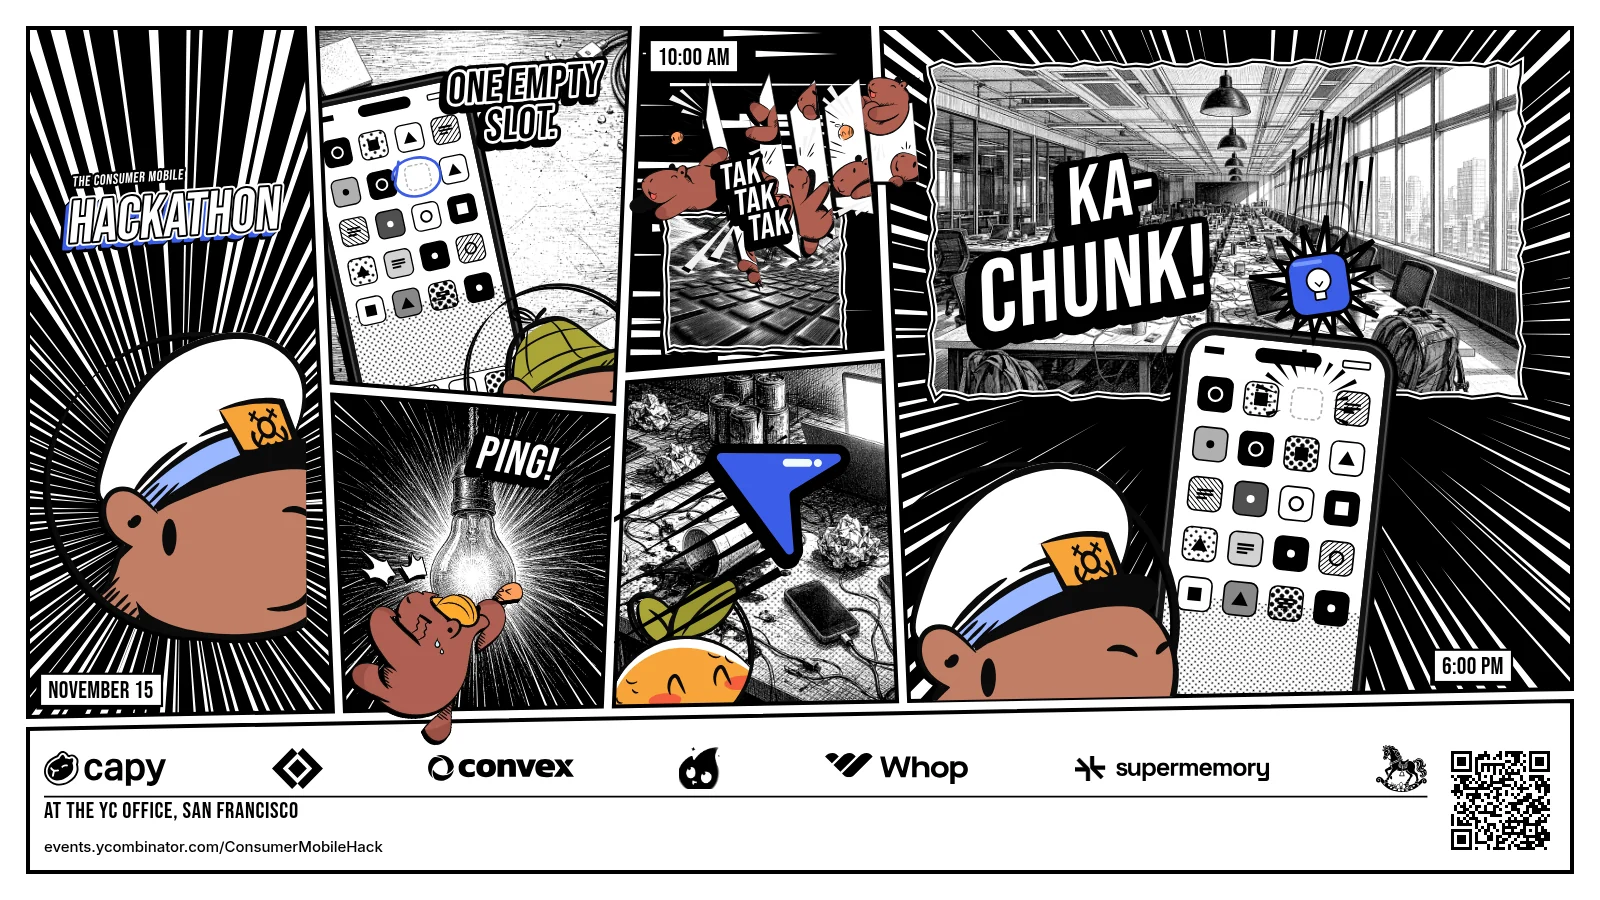 THE CONSUMER MOBILE
HACKATHON
NOVEMBER 15
ONE EMPTY
SLOT.
PING!
10:00 AM
TAK
TAK
TAK
KA-
CHUNK!
6:00 PM
capy
convex
Whop
supermemory
AT THE YC OFFICE, SAN FRANCISCO
events.ycombinator.com/ConsumerMobileHack